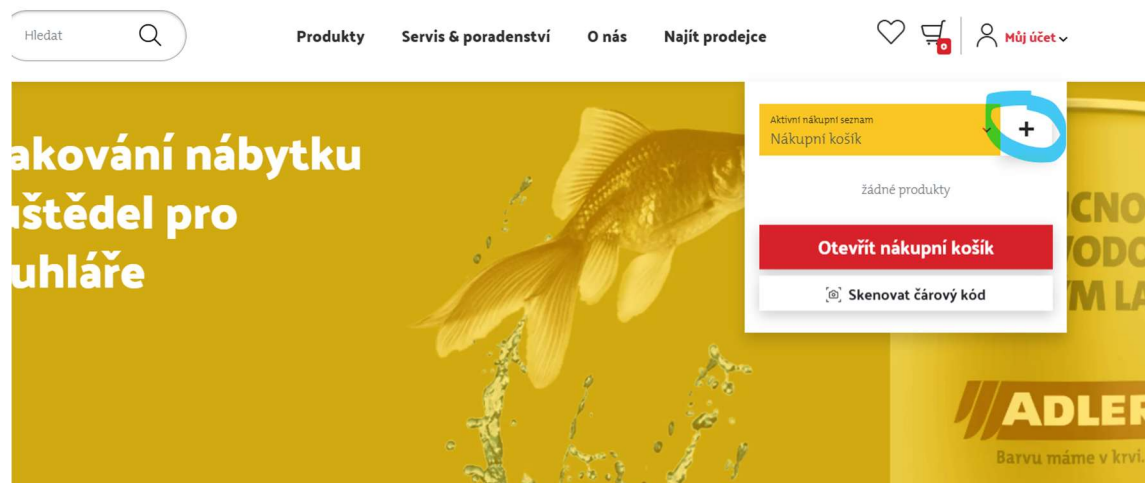 Hledat
Produkty Servis & poradenství O nás Najít prodejce
0
Můj účet
akování nábytku
uštědel pro
uhláře
Aktivní nákupní seznam
Nákupní košík
+
žádné produkty
Otevřít nákupní košík
Skenovat čárový kód
ADLER
Barvu máme v krvi.